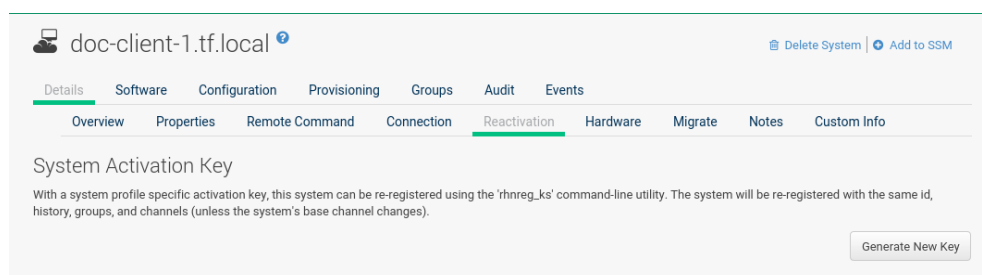 doc-client-1.tf.local ?
Delete System | Add to SSM
Details Software Configuration Provisioning Groups Audit Events
Overview Properties Remote Command Connection Reactivation Hardware Migrate Notes Custom Info
System Activation Key
With a system profile specific activation key, this system can be re-registered using the 'rhnreg_ks' command-line utility. The system will be re-registered with the same id,
history, groups, and channels (unless the system's base channel changes).
Generate New Key